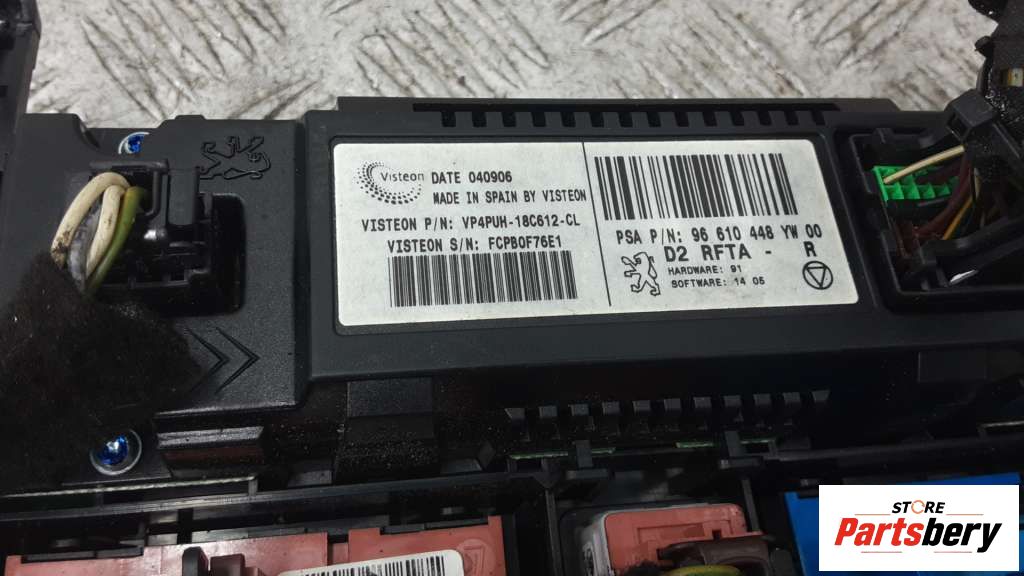 Visteon DATE 040906
MADE IN SPAIN BY VISTEON
VISTEON P/N: VP4PUH-18C612-CL
VISTEON S/N: FCPB0F76E1
PSA P/N: 96 610 448 YW 00
D2 RFTA - R
HARDWARE: 91
SOFTWARE: 14 05
STORE
Partsbery